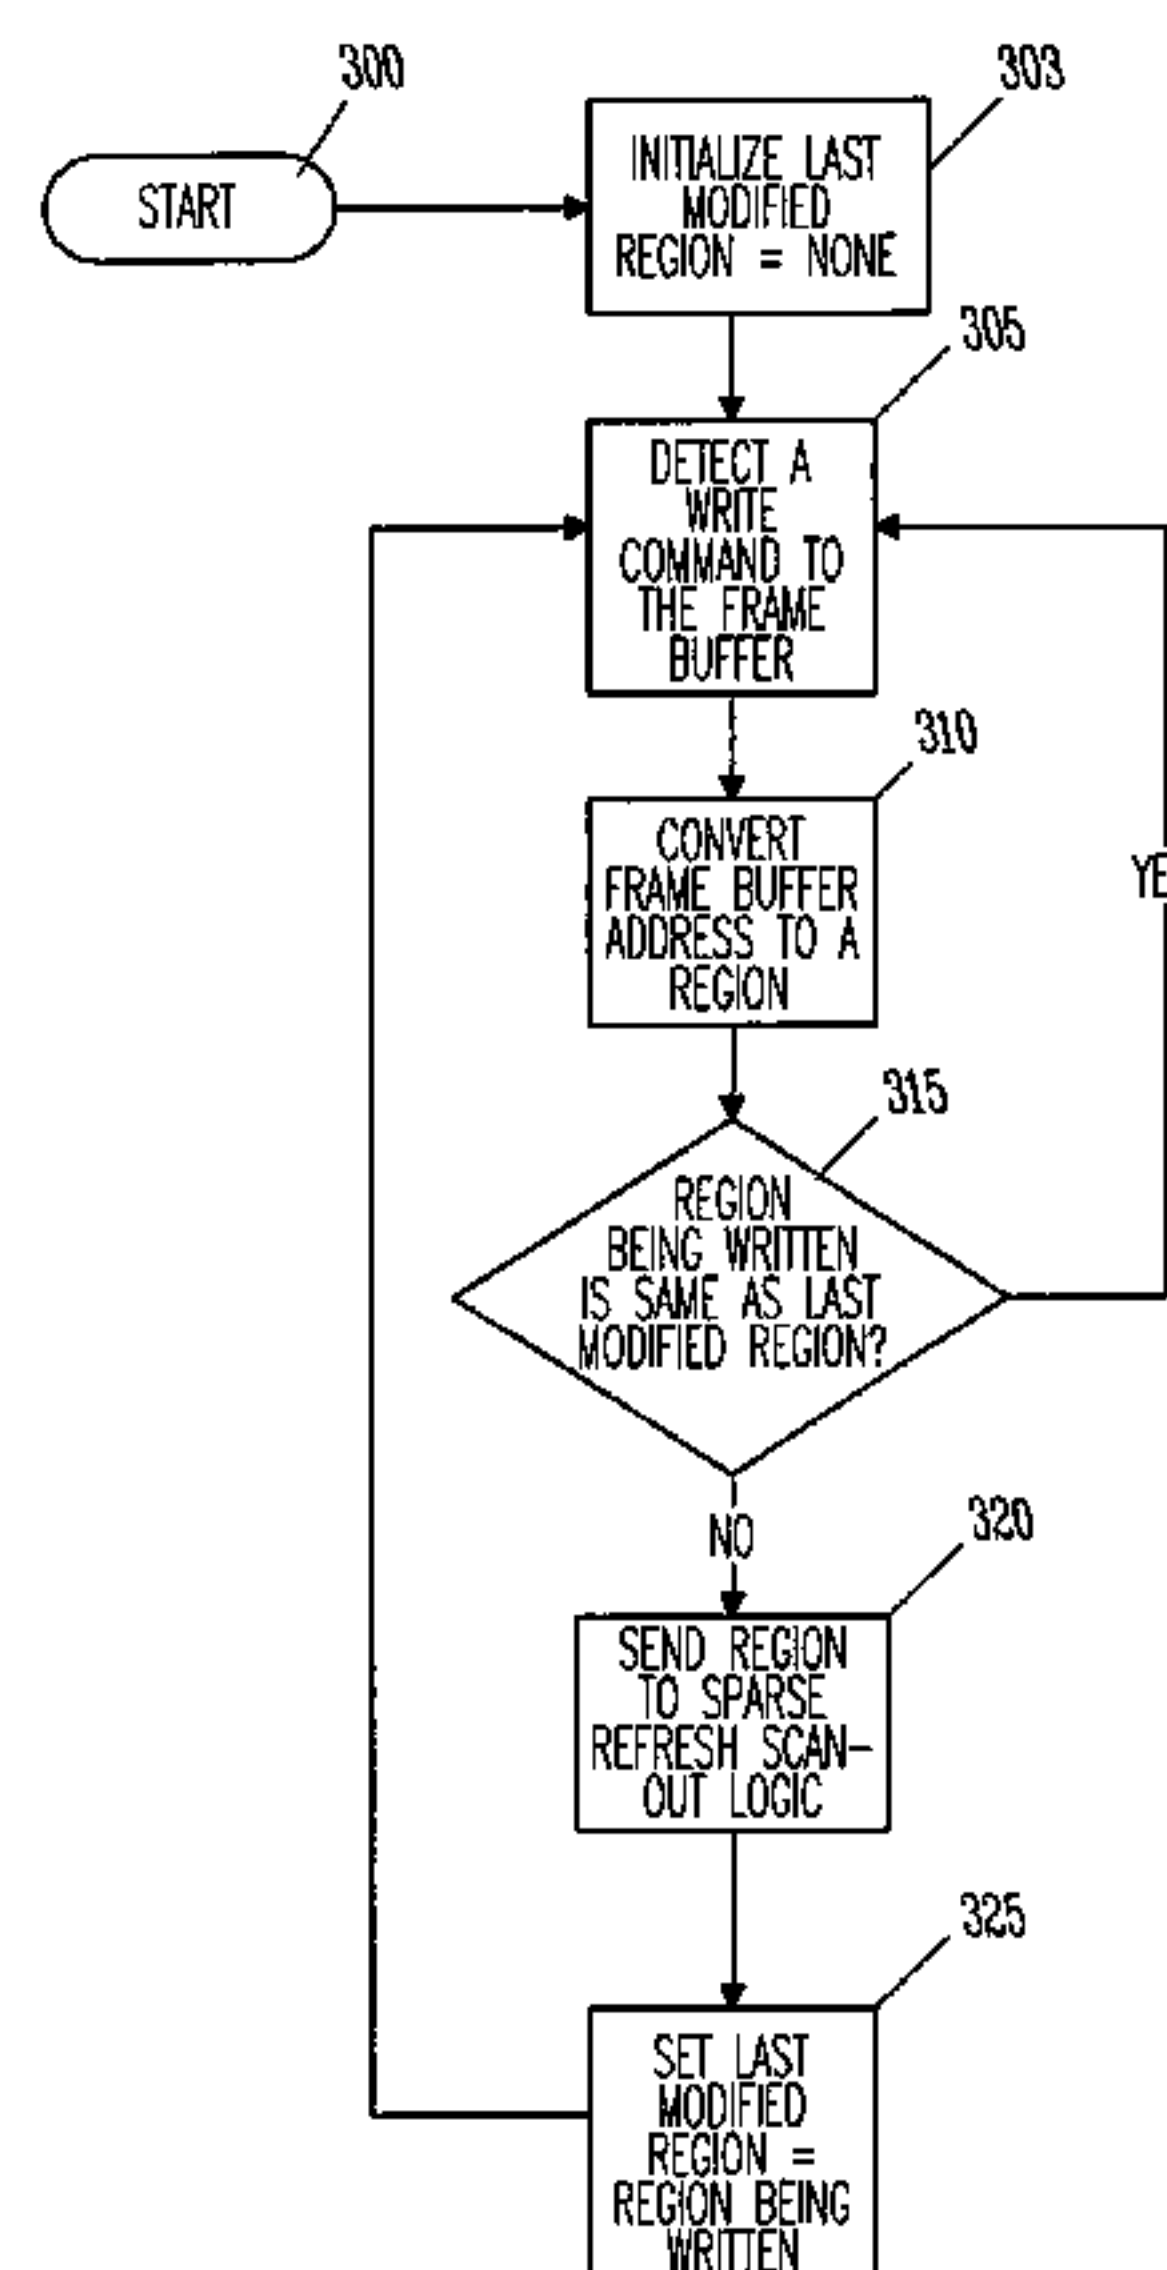 300
START
303
INITIALIZE LAST
MODIFIED
REGION = NONE
305
DETECT A
WRITE
COMMAND TO
THE FRAME
BUFFER
310
CONVERT
FRAME BUFFER
ADDRESS TO A
REGION
YE
315
REGION
BEING WRITTEN
IS SAME AS LAST
MODIFIED REGION?
NO
320
SEND REGION
TO SPARSE
REFRESH SCAN-
OUT LOGIC
325
SET LAST
MODIFIED
REGION =
REGION BEING
WRITTEN